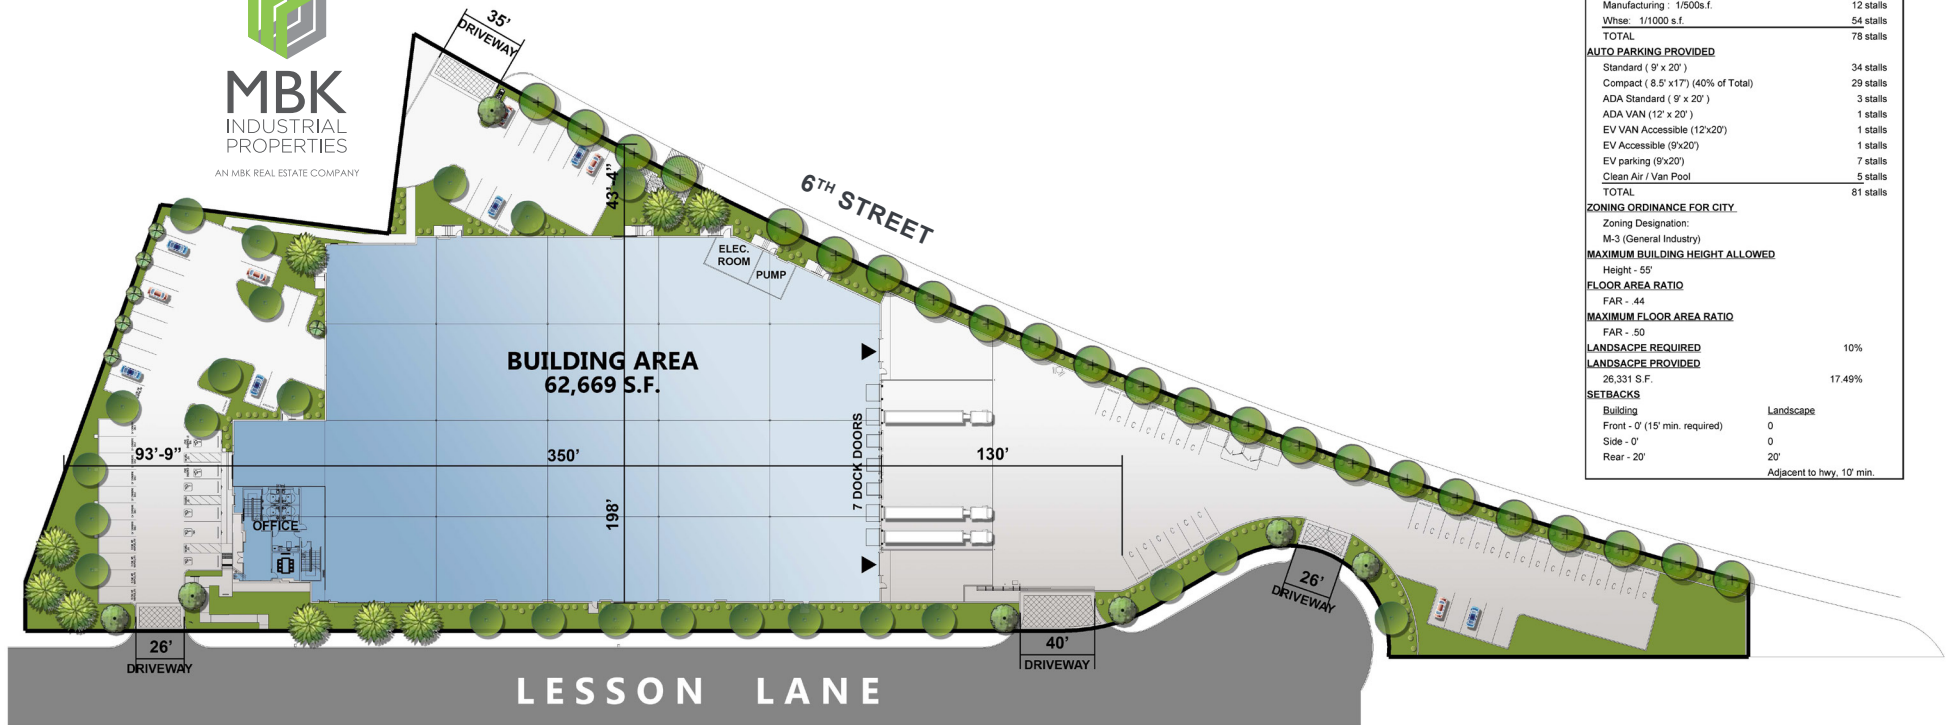 MBK
INDUSTRIAL
PROPERTIES
AN MBK REAL ESTATE COMPANY
35’
DRIVEWAY
43’-4”
6TH STREET
ELEC.
ROOM
PUMP
BUILDING AREA
62,669 S.F.
93’-9”
350’
130’
198’
7 DOCK DOORS
OFFICE
26’
DRIVEWAY
40’
DRIVEWAY
26’
DRIVEWAY
LESSON LANE
Manufacturing : 1/500s.f. 12 stalls
Whse: 1/1000 s.f. 54 stalls
TOTAL 78 stalls
AUTO PARKING PROVIDED
Standard ( 9' x 20' ) 34 stalls
Compact ( 8.5' x17') (40% of Total) 29 stalls
ADA Standard ( 9' x 20' ) 3 stalls
ADA VAN (12' x 20' ) 1 stalls
EV VAN Accessible (12'x20') 1 stalls
EV Accessible (9'x20') 1 stalls
EV parking (9'x20') 7 stalls
Clean Air / Van Pool 5 stalls
TOTAL 81 stalls
ZONING ORDINANCE FOR CITY
Zoning Designation:
M-3 (General Industry)
MAXIMUM BUILDING HEIGHT ALLOWED
Height - 55'
FLOOR AREA RATIO
FAR - .44
MAXIMUM FLOOR AREA RATIO
FAR - .50
LANDSACPE REQUIRED 10%
LANDSACPE PROVIDED
26,331 S.F. 17.49%
SETBACKS
Building Landscape
Front - 0' (15' min. required) 0
Side - 0' 0
Rear - 20' 20'
Adjacent to hwy, 10' min.